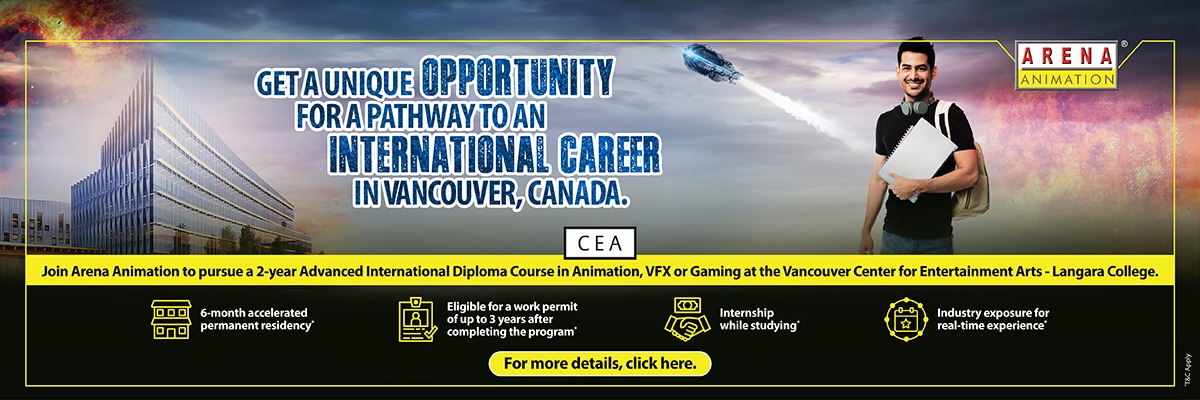 GET A UNIQUE OPPORTUNITY
FOR A PATHWAY TO AN
INTERNATIONAL CAREER
IN VANCOUVER, CANADA.
ARENA®
ANIMATION
CEA
Join Arena Animation to pursue a 2-year Advanced International Diploma Course in Animation, VFX or Gaming at the Vancouver Center for Entertainment Arts - Langara College.
6-month accelerated
permanent residency*
Eligible for a work permit
of up to 3 years after
completing the program*
Internship
while studying*
Industry exposure for
real-time experience*
For more details, click here.
*T&C Apply